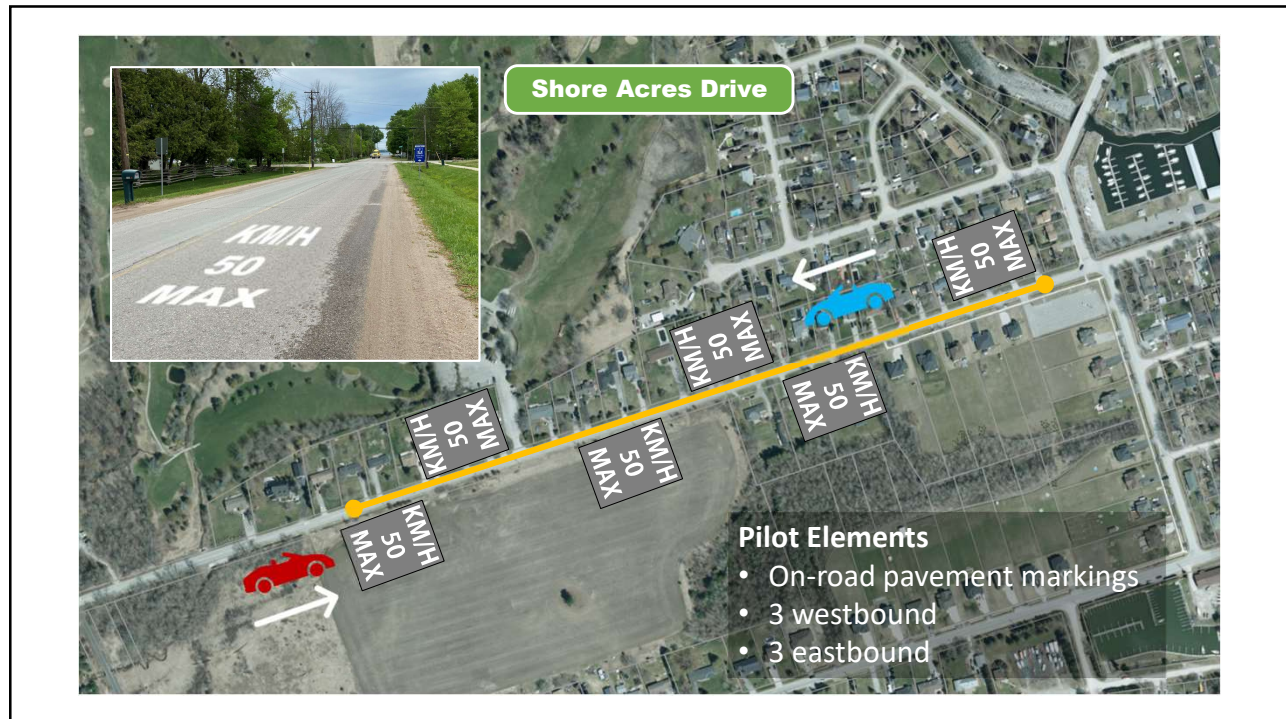 Shore Acres Drive
KM/H
50
MAX
KM/H
50
MAX
KM/H
50
MAX
KM/H
50
MAX
MAX
50
KM/H
MAX
50
KM/H
MAX
50
KM/H
Pilot Elements
• On-road pavement markings
• 3 westbound
• 3 eastbound